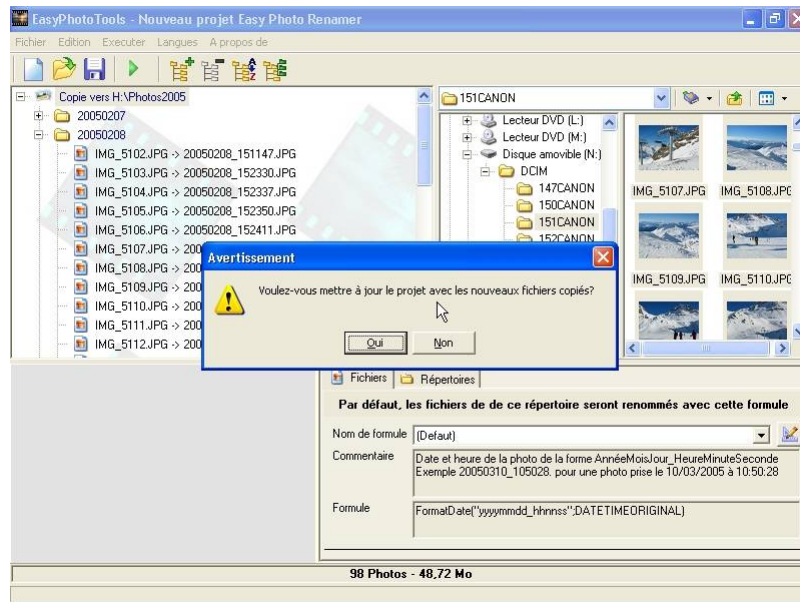 EasyPhotoTools - Nouveau projet Easy Photo Renamer
Fichier Edition Executer Langues A propos de
Copie vers H:\Photos2005
20050207
20050208
IMG_5102.JPG -> 20050208_151147.JPG
IMG_5103.JPG -> 20050208_152330.JPG
IMG_5104.JPG -> 20050208_152337.JPG
IMG_5105.JPG -> 20050208_152350.JPG
IMG_5106.JPG -> 20050208_152411.JPG
IMG_5107.JPG -> 200
IMG_5108.JPG -> 200
IMG_5109.JPG -> 200
IMG_5110.JPG -> 200
IMG_5111.JPG -> 200
IMG_5112.JPG -> 200
151CANON
Lecteur DVD (L:)
Lecteur DVD (M:)
Disque amovible (N:)
DCIM
147CANON
150CANON
151CANON
152CANON
IMG_5107.JPG IMG_5108.JPG
IMG_5109.JPG IMG_5110.JPG
Avertissement
Voulez-vous mettre à jour le projet avec les nouveaux fichiers copiés?
Oui Non
Fichiers Répertoires
Par défaut, les fichiers de de ce répertoire seront renommés avec cette formule
Nom de formule (Defaut)
Commentaire
Date et heure de la photo de la forme AnnéeMoisJour_HeureMinuteSeconde
Exemple 20050310_105028. pour une photo prise le 10/03/2005 à 10:50:28
Formule
FormatDate("yyyymmdd_hhnnss";DATETIMEORIGINAL)
98 Photos - 48,72 Mo